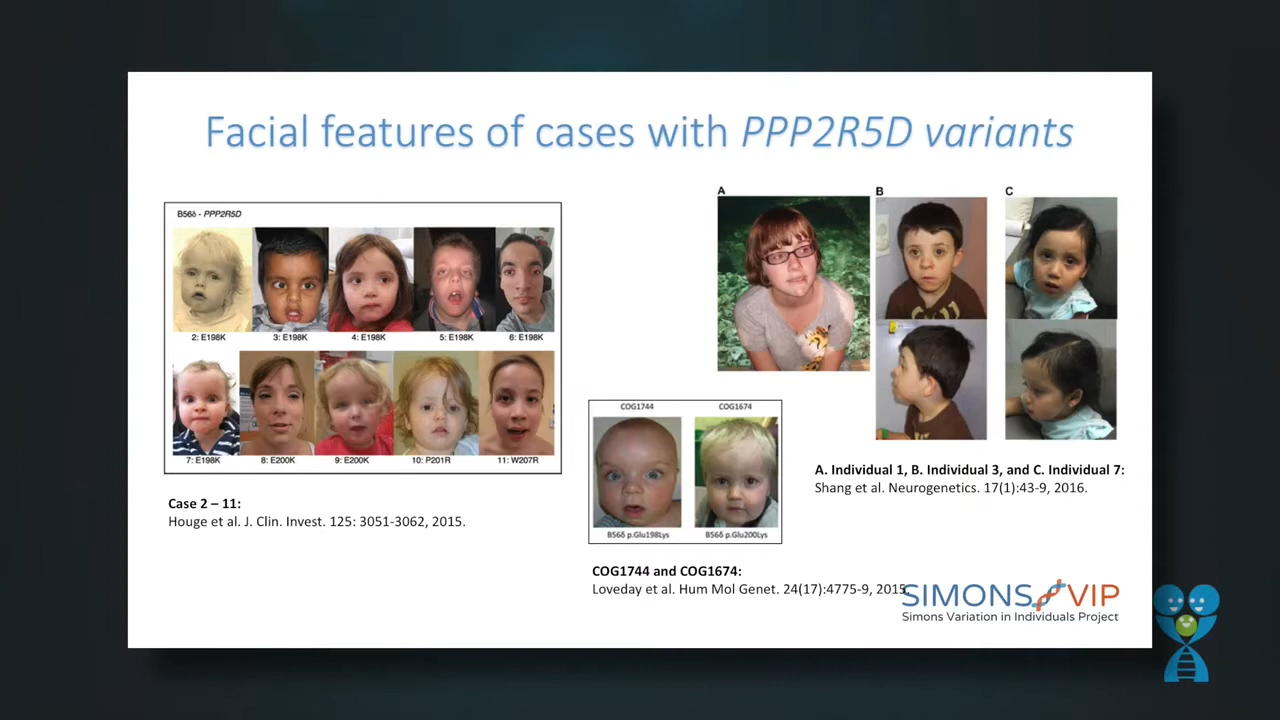 Facial features of cases with PPP2R5D variants
B56δ - PPP2R5D
2: E198K
3: E198K
4: E198K
5: E198K
6: E198K
7: E198K
8: E200K
9: E200K
10: P201R
11: W207R
Case 2 – 11:
Houge et al. J. Clin. Invest. 125: 3051-3062, 2015.
COG1744
COG1674
B56δ p.Glu198Lys
B56δ p.Glu200Lys
COG1744 and COG1674:
Loveday et al. Hum Mol Genet. 24(17):4775-9, 2015.
A
B
C
A. Individual 1, B. Individual 3, and C. Individual 7:
Shang et al. Neurogenetics. 17(1):43-9, 2016.
SIMONS VIP
Simons Variation in Individuals Project